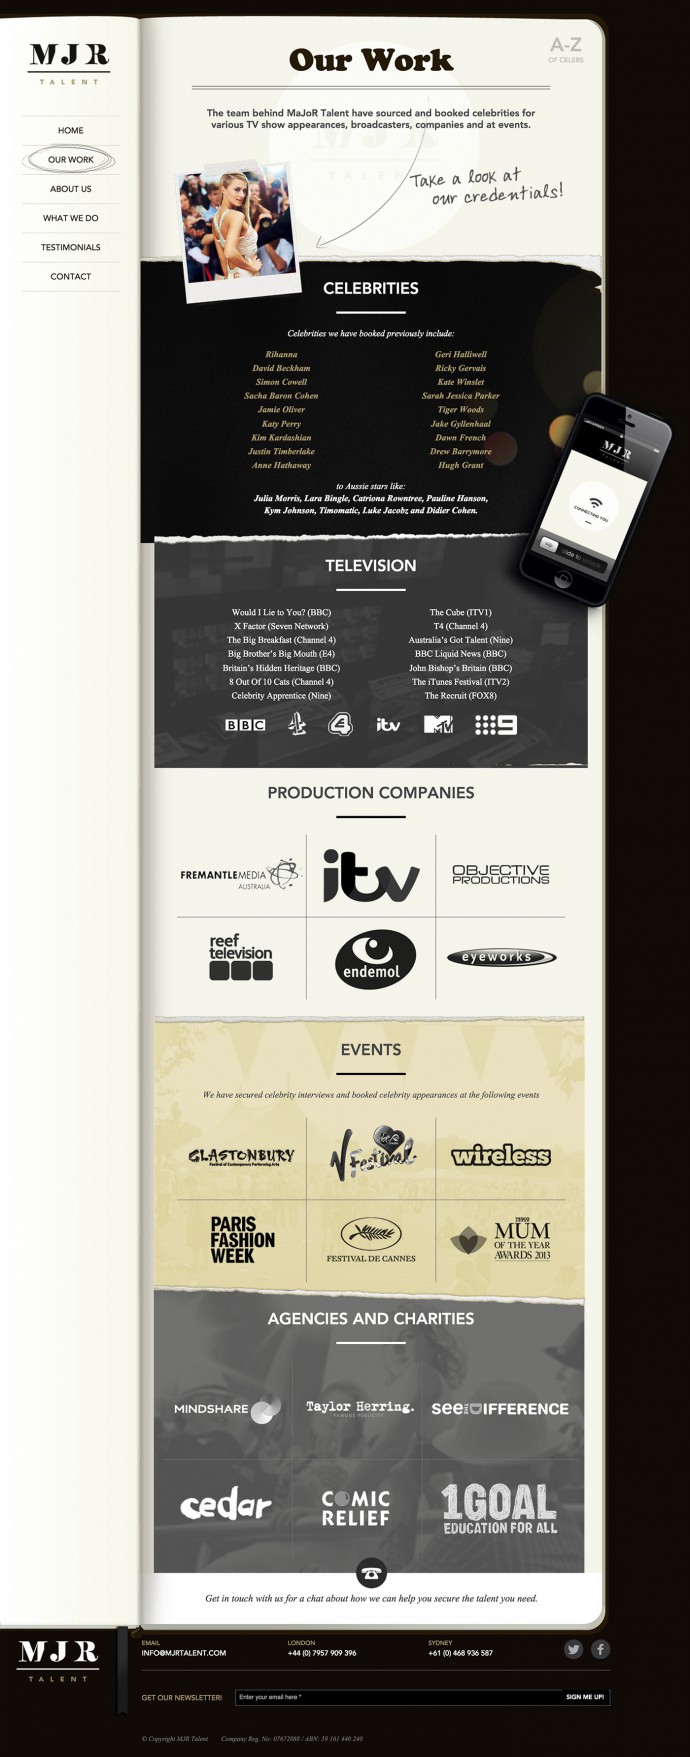 MJR
TALENT
HOME
OUR WORK
ABOUT US
WHAT WE DO
TESTIMONIALS
CONTACT
Our Work
A-Z
OF CELEBS
The team behind MaJoR Talent have sourced and booked celebrities for
various TV show appearances, broadcasters, companies and at events.
Take a look at
our credentials!
CELEBRITIES
Celebrities we have booked previously include:
Rihanna
David Beckham
Simon Cowell
Sacha Baron Cohen
Jamie Oliver
Katy Perry
Kim Kardashian
Justin Timberlake
Anne Hathaway
Geri Halliwell
Ricky Gervais
Kate Winslet
Sarah Jessica Parker
Tiger Woods
Jake Gyllenhaal
Dawn French
Drew Barrymore
Hugh Grant
to Aussie stars like:
Julia Morris, Lara Bingle, Catriona Rowntree, Pauline Hanson,
Kym Johnson, Timomatic, Luke Jacobz and Didier Cohen.
MJR
CONNECTING YOU
slide to unlock
TELEVISION
Would I Lie to You? (BBC)
X Factor (Seven Network)
The Big Breakfast (Channel 4)
Big Brother's Big Mouth (E4)
Britain's Hidden Heritage (BBC)
8 Out Of 10 Cats (Channel 4)
Celebrity Apprentice (Nine)
The Cube (ITV1)
T4 (Channel 4)
Australia's Got Talent (Nine)
BBC Liquid News (BBC)
John Bishop's Britain (BBC)
The iTunes Festival (ITV2)
The Recruit (FOX8)
BBC 4 4 itv MTV 9
PRODUCTION COMPANIES
FREMANTLEMEDIA
AUSTRALIA
itv
OBJECTIVE
PRODUCTIONS
reef
television
endemol
eyeworks
EVENTS
We have secured celebrity interviews and booked celebrity appearances at the following events
GLASTONBURY
Festival of Contemporary Performing Arts
V Festival
wireless
PARIS
FASHION
WEEK
FESTIVAL DE CANNES
TESCO
MUM
OF THE YEAR
AWARDS 2013
AGENCIES AND CHARITIES
MINDSHARE
Taylor Herring.
FAMOUS PUBLICITY
SEE THE DIFFERENCE
cedar
COMIC
RELIEF
1GOAL
EDUCATION FOR ALL
Get in touch with us for a chat about how we can help you secure the talent you need.
MJR
TALENT
EMAIL
INFO@MJRTALENT.COM
LONDON
+44 (0) 7957 909 396
SYDNEY
+61 (0) 468 936 587
GET OUR NEWSLETTER!
Enter your email here *
SIGN ME UP!
© Copyright MJR Talent Company Reg. No: 07672088 / ABN: 59 161 440 240